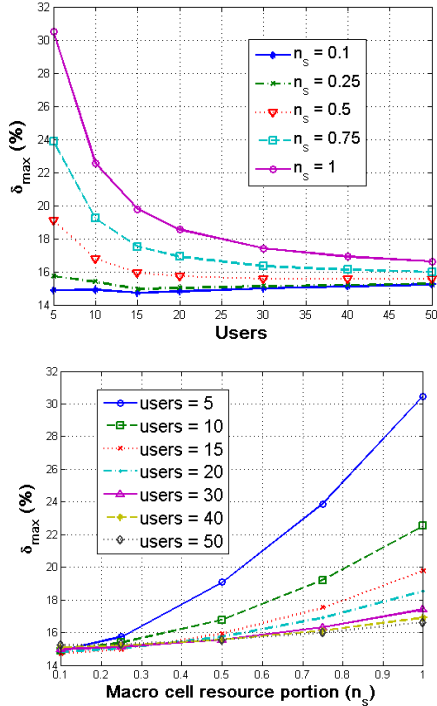 32
30
28
26
24
22
20
18
16
14
δmax (%)
5 10 15 20 25 30 35 40 45 50
Users
nS = 0.1
nS = 0.25
nS = 0.5
nS = 0.75
nS = 1
32
30
28
26
24
22
20
18
16
14
δmax (%)
0.1 0.2 0.3 0.4 0.5 0.6 0.7 0.8 0.9 1
Macro cell resource portion (ns)
users = 5
users = 10
users = 15
users = 20
users = 30
users = 40
users = 50